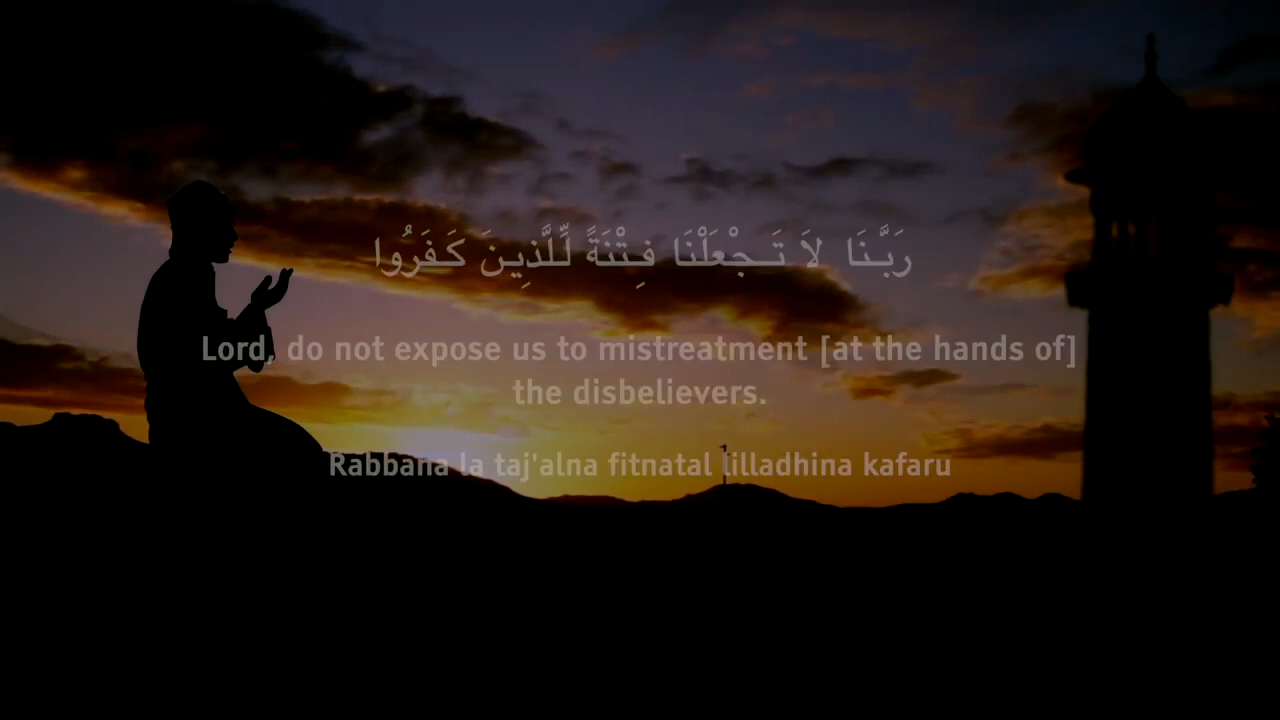 رَبَّنَا لاَ تَجْعَلْنَا فِتْنَةً لِّلَّذِينَ كَفَرُوا
Lord, do not expose us to mistreatment [at the hands of]
the disbelievers.
Rabbana la taj'alna fitnatal lilladhina kafaru